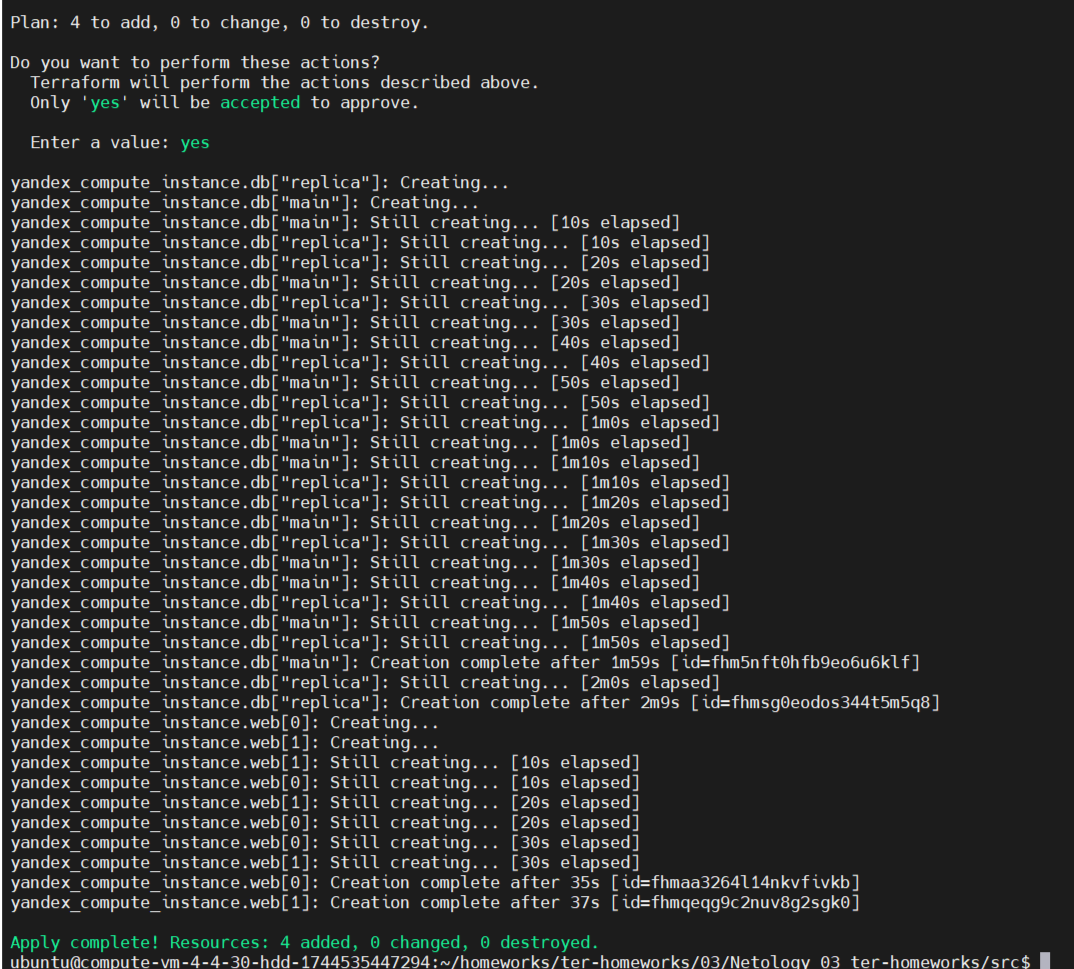 Plan: 4 to add, 0 to change, 0 to destroy.
Do you want to perform these actions?
Terraform will perform the actions described above.
Only 'yes' will be accepted to approve.
Enter a value: yes
yandex_compute_instance.db["replica"]: Creating...
yandex_compute_instance.db["main"]: Creating...
yandex_compute_instance.db["main"]: Still creating... [10s elapsed]
yandex_compute_instance.db["replica"]: Still creating... [10s elapsed]
yandex_compute_instance.db["replica"]: Still creating... [20s elapsed]
yandex_compute_instance.db["main"]: Still creating... [20s elapsed]
yandex_compute_instance.db["replica"]: Still creating... [30s elapsed]
yandex_compute_instance.db["main"]: Still creating... [30s elapsed]
yandex_compute_instance.db["main"]: Still creating... [40s elapsed]
yandex_compute_instance.db["replica"]: Still creating... [40s elapsed]
yandex_compute_instance.db["main"]: Still creating... [50s elapsed]
yandex_compute_instance.db["replica"]: Still creating... [50s elapsed]
yandex_compute_instance.db["replica"]: Still creating... [1m0s elapsed]
yandex_compute_instance.db["main"]: Still creating... [1m0s elapsed]
yandex_compute_instance.db["main"]: Still creating... [1m10s elapsed]
yandex_compute_instance.db["replica"]: Still creating... [1m10s elapsed]
yandex_compute_instance.db["replica"]: Still creating... [1m20s elapsed]
yandex_compute_instance.db["main"]: Still creating... [1m20s elapsed]
yandex_compute_instance.db["replica"]: Still creating... [1m30s elapsed]
yandex_compute_instance.db["main"]: Still creating... [1m30s elapsed]
yandex_compute_instance.db["main"]: Still creating... [1m40s elapsed]
yandex_compute_instance.db["replica"]: Still creating... [1m40s elapsed]
yandex_compute_instance.db["main"]: Still creating... [1m50s elapsed]
yandex_compute_instance.db["replica"]: Still creating... [1m50s elapsed]
yandex_compute_instance.db["main"]: Creation complete after 1m59s [id=fhm5nft0hfb9eo6u6klf]
yandex_compute_instance.db["replica"]: Still creating... [2m0s elapsed]
yandex_compute_instance.db["replica"]: Creation complete after 2m9s [id=fhmsg0eodos344t5m5q8]
yandex_compute_instance.web[0]: Creating...
yandex_compute_instance.web[1]: Creating...
yandex_compute_instance.web[1]: Still creating... [10s elapsed]
yandex_compute_instance.web[0]: Still creating... [10s elapsed]
yandex_compute_instance.web[1]: Still creating... [20s elapsed]
yandex_compute_instance.web[0]: Still creating... [20s elapsed]
yandex_compute_instance.web[0]: Still creating... [30s elapsed]
yandex_compute_instance.web[1]: Still creating... [30s elapsed]
yandex_compute_instance.web[0]: Creation complete after 35s [id=fhmaa3264l14nkvfivkb]
yandex_compute_instance.web[1]: Creation complete after 37s [id=fhmqeqg9c2nuv8g2sgk0]
Apply complete! Resources: 4 added, 0 changed, 0 destroyed.
ubuntu@compute-vm-4-4-30-hdd-1744535447294:~/homeworks/ter-homeworks/03/Netology_03_ter-homeworks/src$